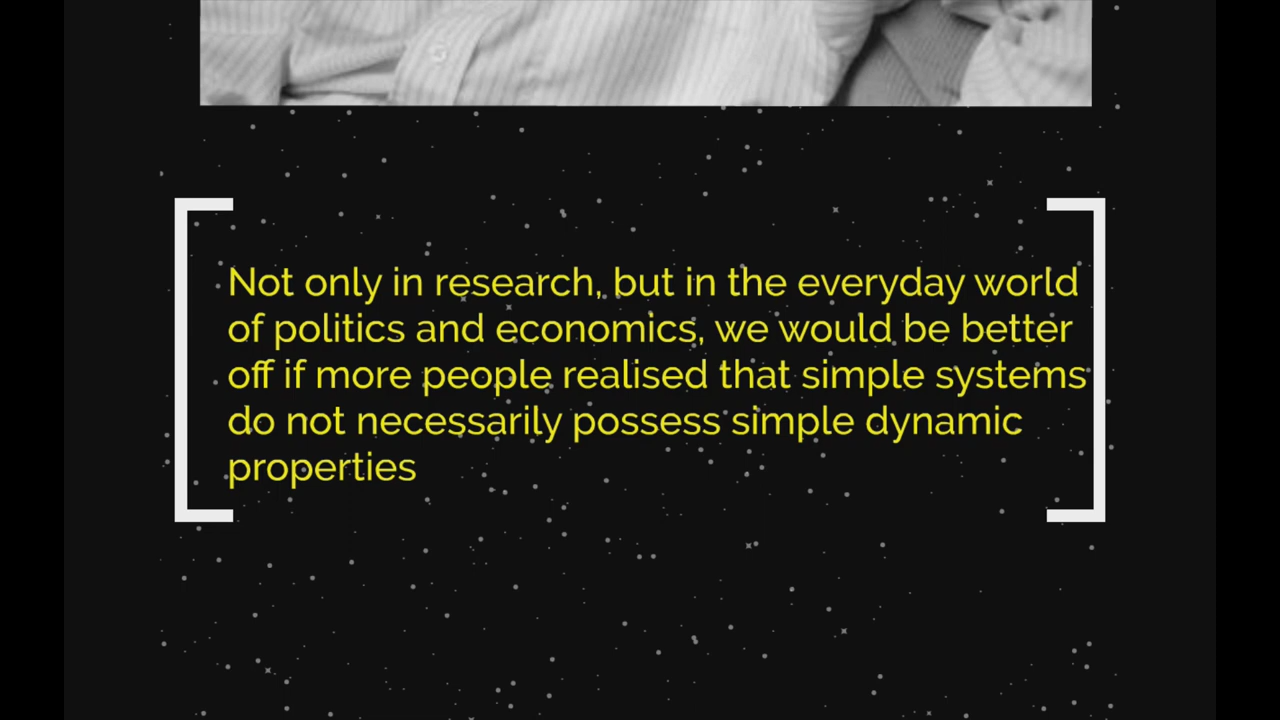 Not only in research, but in the everyday world
of politics and economics, we would be better
off if more people realised that simple systems
do not necessarily possess simple dynamic
properties